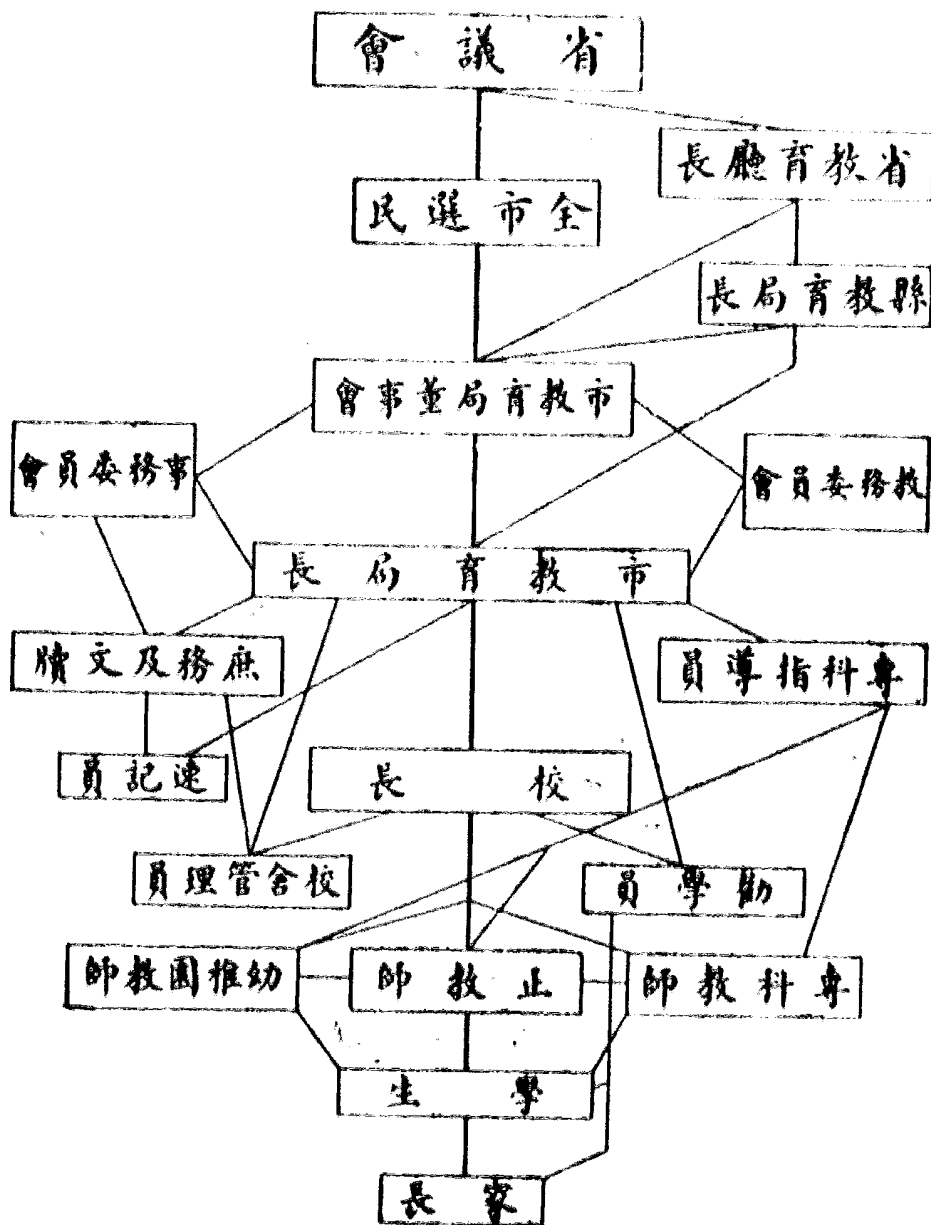 省議會
省教育廳長
全市選民
縣教育局長
市教育局董事會
教務委員會
事務委員會
市教育局長
專科指導員
庶務及文牘
校長
速記員
勸學員
校舍管理員
專科教師
正教師
幼稚園教師
學生
家長